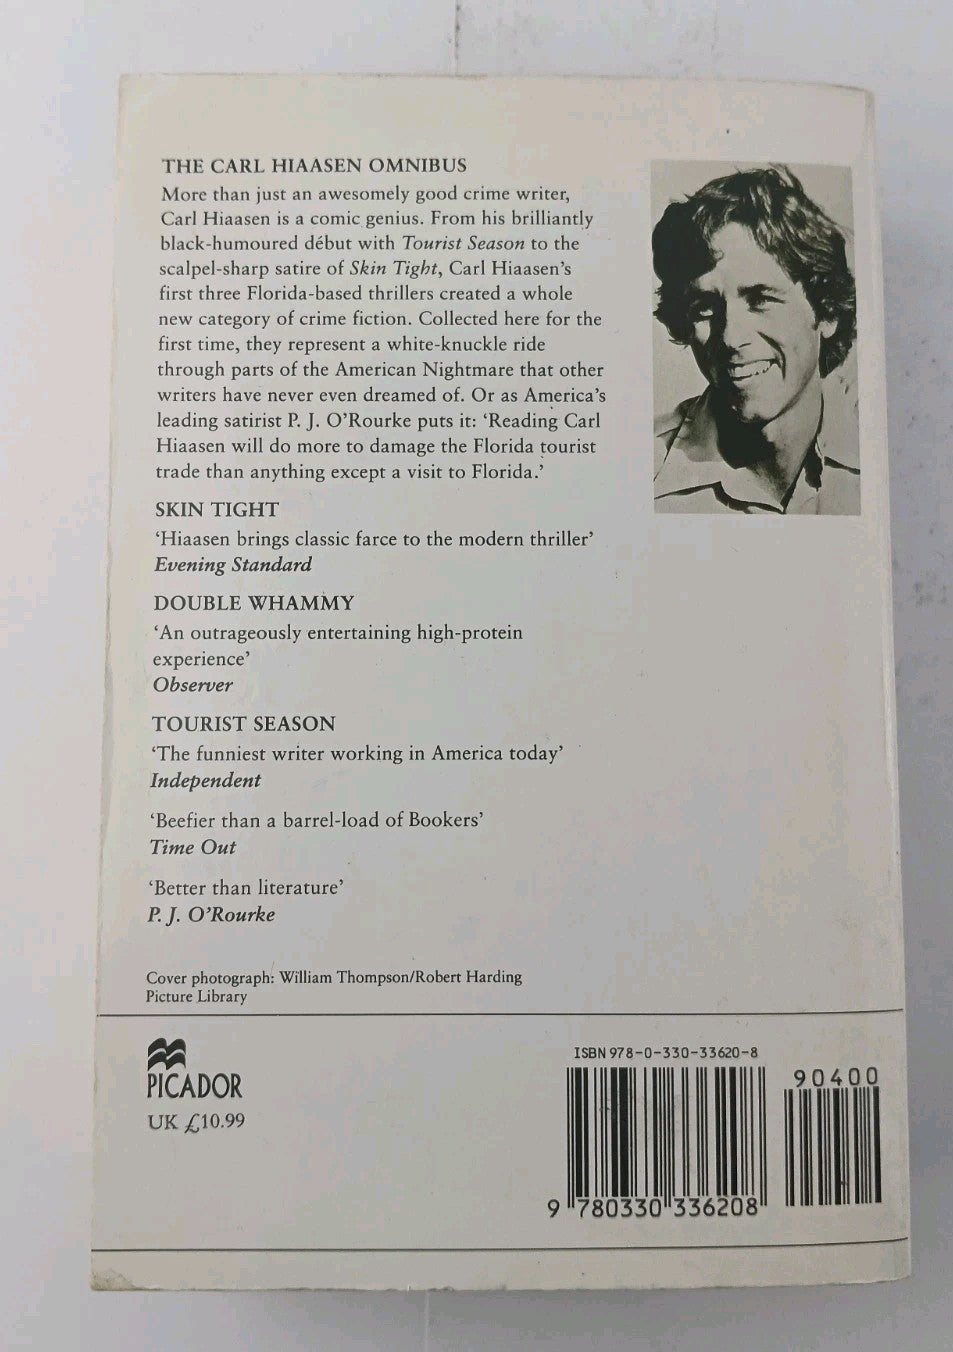 THE CARL HIAASEN OMNIBUS
More than just an awesomely good crime writer,
Carl Hiaasen is a comic genius. From his brilliantly
black-humoured début with Tourist Season to the
scalpel-sharp satire of Skin Tight, Carl Hiaasen's
first three Florida-based thrillers created a whole
new category of crime fiction. Collected here for the
first time, they represent a white-knuckle ride
through parts of the American Nightmare that other
writers have never even dreamed of. Or as America's
leading satirist P. J. O'Rourke puts it: ‘Reading Carl
Hiaasen will do more to damage the Florida tourist
trade than anything except a visit to Florida.’
SKIN TIGHT
‘Hiaasen brings classic farce to the modern thriller’
Evening Standard
DOUBLE WHAMMY
‘An outrageously entertaining high-protein
experience’
Observer
TOURIST SEASON
‘The funniest writer working in America today’
Independent
‘Beefier than a barrel-load of Bookers’
Time Out
‘Better than literature’
P. J. O'Rourke
Cover photograph: William Thompson/Robert Harding
Picture Library
PICADOR
UK £10.99
ISBN 978-0-330-33620-8
90400
9 780330 336208